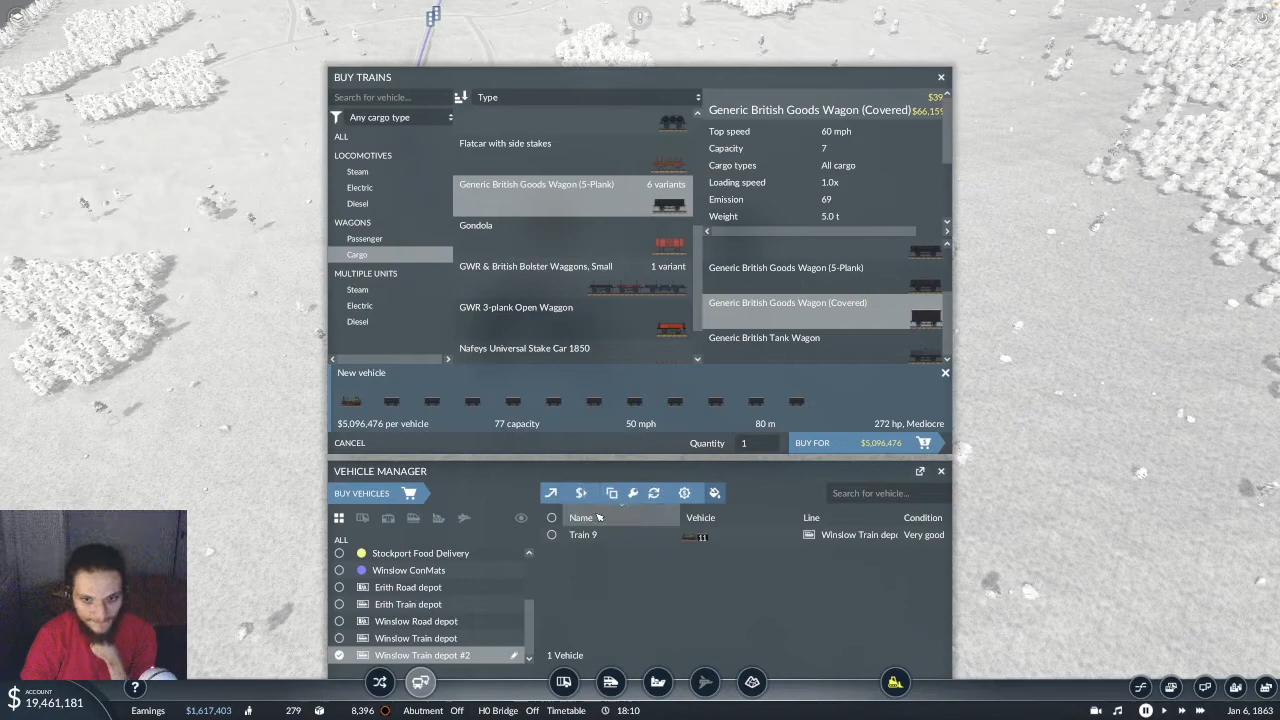 BUY TRAINS
Search for vehicle...
Type
Any cargo type
ALL
LOCOMOTIVES
Steam
Electric
Diesel
WAGONS
Passenger
Cargo
MULTIPLE UNITS
Steam
Electric
Diesel
Flatcar with side stakes
Generic British Goods Wagon (5-Plank) 6 variants
Gondola
GWR & British Bolster Waggons, Small 1 variant
GWR 3-plank Open Waggon
Nafeys Universal Stake Car 1850
$39
Generic British Goods Wagon (Covered) $66,159
Top speed 60 mph
Capacity 7
Cargo types All cargo
Loading speed 1.0x
Emission 69
Weight 5.0 t
Generic British Goods Wagon (5-Plank)
Generic British Goods Wagon (Covered)
Generic British Tank Wagon
New vehicle
$5,096,476 per vehicle 77 capacity 50 mph 80 m 272 hp, Mediocre
CANCEL Quantity 1 BUY FOR $5,096,476
VEHICLE MANAGER
BUY VEHICLES
Search for vehicle...
ALL
Stockport Food Delivery
Winslow ConMats
Erith Road depot
Erith Train depot
Winslow Road depot
Winslow Train depot
Winslow Train depot #2
Name Vehicle Line Condition
Train 9 11 Winslow Train depo Very good
1 Vehicle
ACCOUNT
$ 19,461,181
?
Earnings $1,617,403 279 8,396 Abutment Off H0 Bridge Off Timetable 18:10 Jan 6, 1863